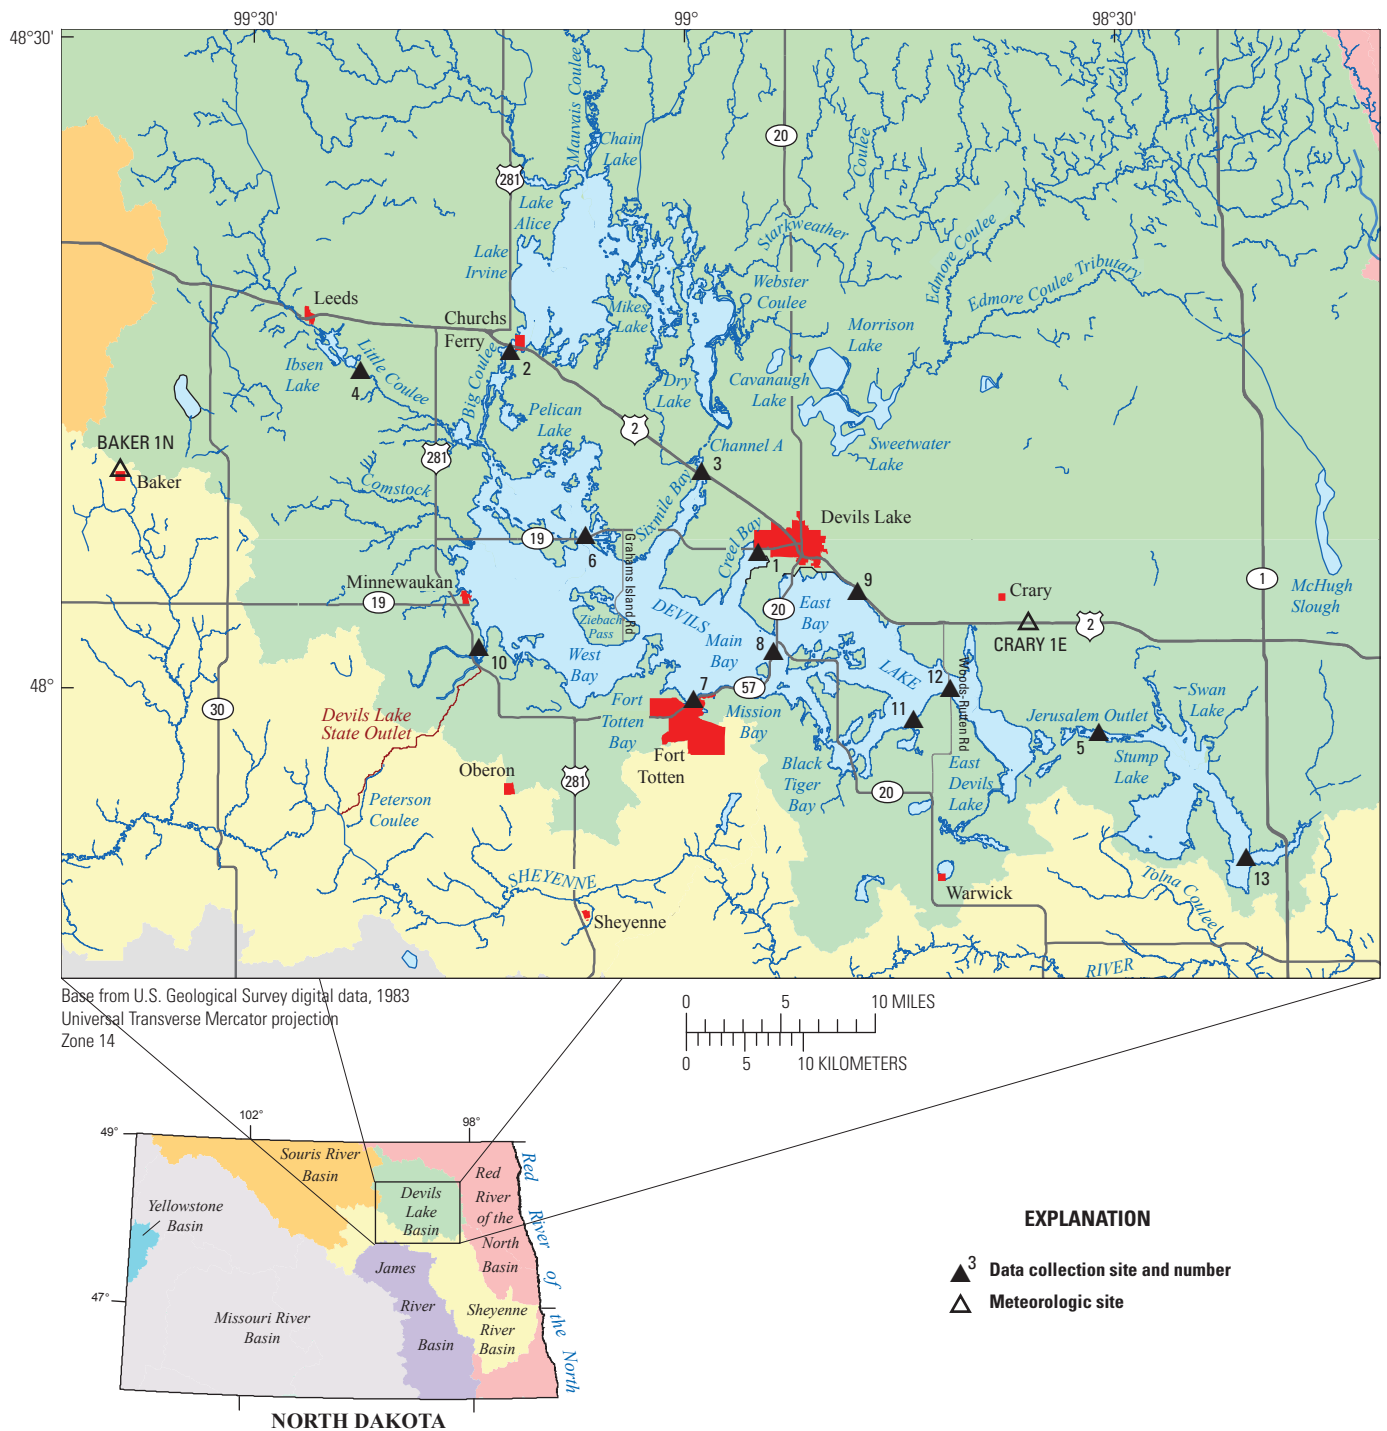 99°30'
99°
98°30'
48°30'
Mauvais Coulee
Chain
Lake
20
Coulee
281
Lake
Alice
Starkweather
Edmore Coulee
Lake
Irvine
Edmore Coulee Tributary
Webster
Coulee
Leeds
Mikes
Lake
Churchs
Ferry
Morrison
Lake
Ibsen
Lake
Little Coulee
Big Coulee
2
4
Dry
Lake
Cavanaugh
Lake
Pelican
Lake
2
Sweetwater
Lake
BAKER 1N
Baker
281
Channel A
3
Comstock
Sixmile Bay
Devils Lake
Creel Bay
19
6
Grahams Island Rd
1
9
1
Minnewaukan
19
Crary
McHugh
Slough
DEVILS
20
East
Bay
2
CRARY 1E
Ziebach
Pass
Main
Bay
8
10
West
Bay
LAKE
12
Woods-Rutten Rd
48°
7
57
Swan
Lake
30
Devils Lake
State Outlet
Fort
Totten
Bay
Mission
Bay
11
Jerusalem Outlet
5
Fort
Totten
Black
Tiger
Bay
East
Devils
Lake
Stump
Lake
Oberon
281
20
Peterson
Coulee
SHEYENNE
Warwick
Tolna Coulee
13
Sheyenne
RIVER
Base from U.S. Geological Survey digital data, 1983
Universal Transverse Mercator projection
Zone 14
0 5 10 MILES
0 5 10 KILOMETERS
102°
98°
49°
Souris River
Basin
Red
River
of the
North
Basin
Devils
Lake
Basin
Yellowstone
Basin
Red River of the North
James
River
Basin
47°
Missouri River
Basin
Sheyenne
River
Basin
NORTH DAKOTA
EXPLANATION
3 Data collection site and number
Meteorologic site